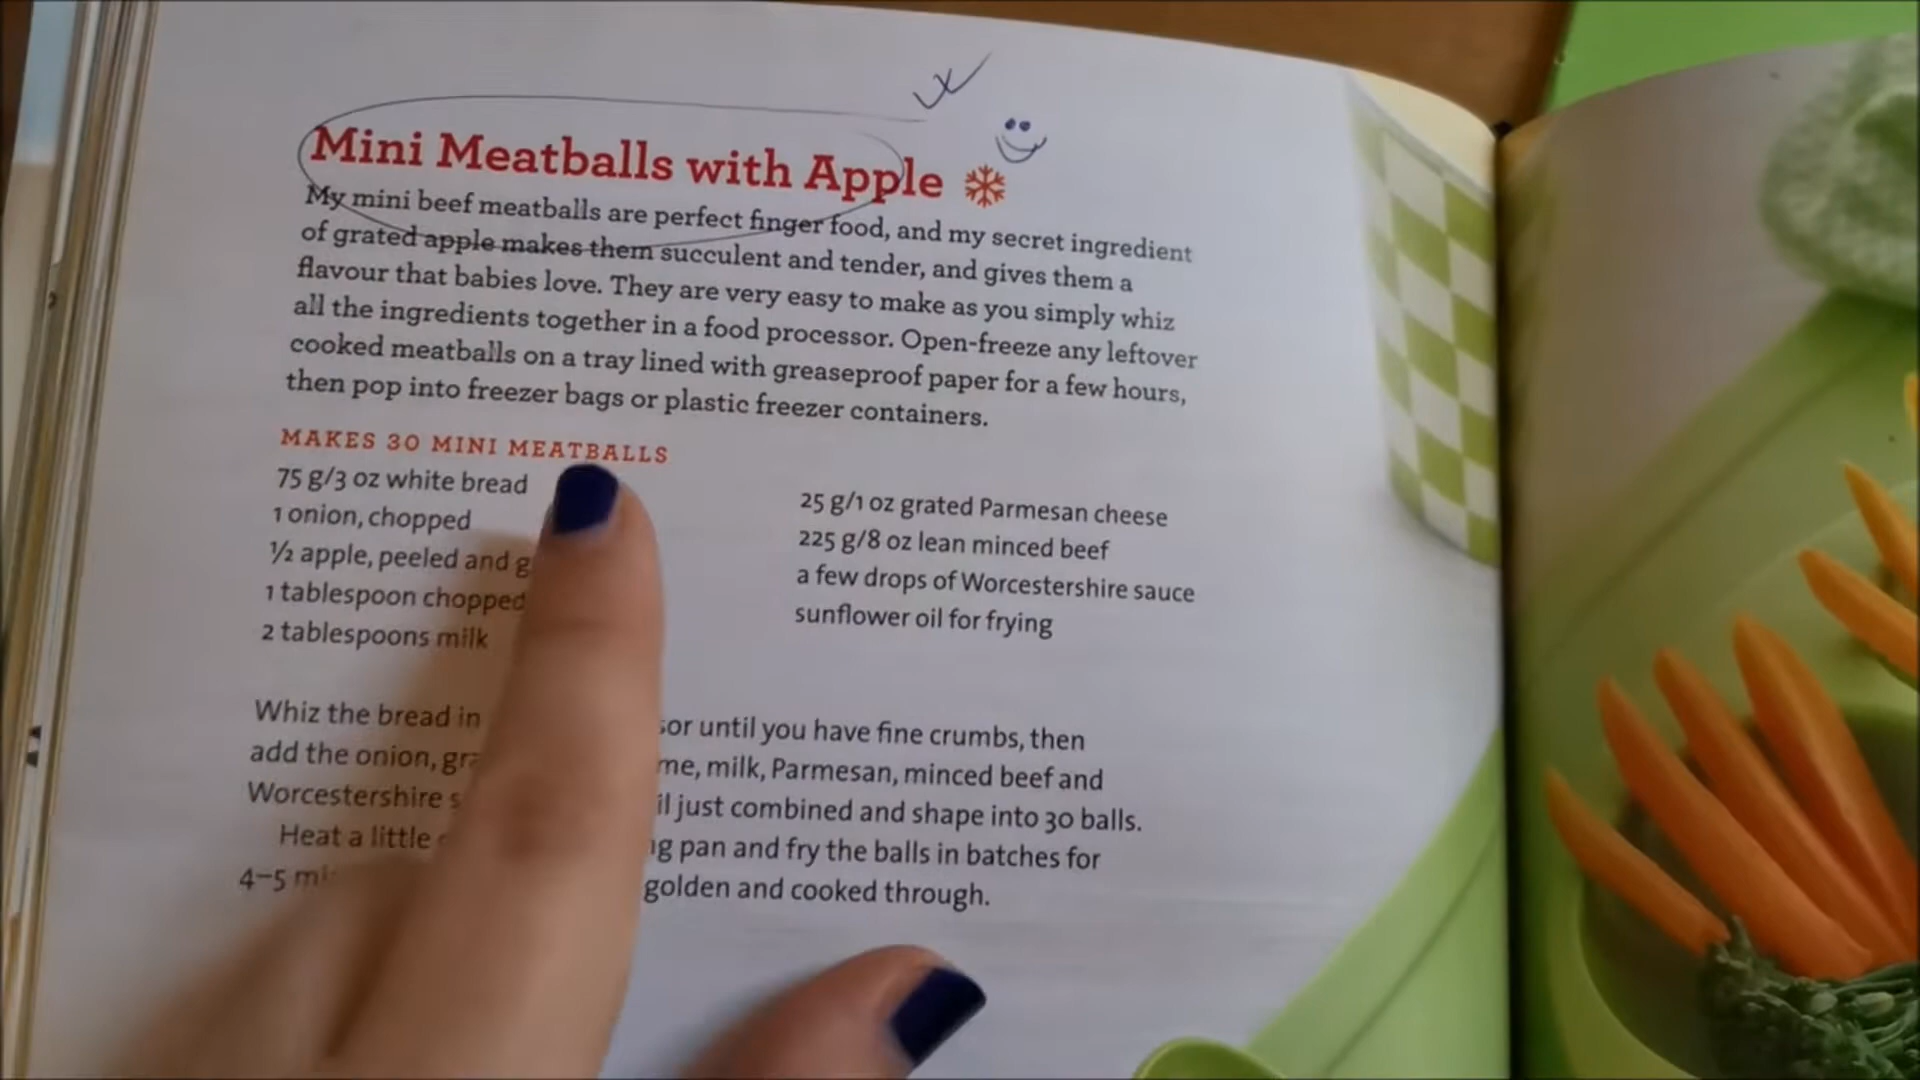 Mini Meatballs with Apple
My mini beef meatballs are perfect finger food, and my secret ingredient
of grated apple makes them succulent and tender, and gives them a
flavour that babies love. They are very easy to make as you simply whiz
all the ingredients together in a food processor. Open-freeze any leftover
cooked meatballs on a tray lined with greaseproof paper for a few hours,
then pop into freezer bags or plastic freezer containers.
MAKES 30 MINI MEATBALLS
75 g/3 oz white bread
1 onion, chopped
½ apple, peeled and
1 tablespoon chopped
2 tablespoons milk
25 g/1 oz grated Parmesan cheese
225 g/8 oz lean minced beef
a few drops of Worcestershire sauce
sunflower oil for frying
Whiz the bread in until you have fine crumbs, then
add the onion, milk, Parmesan, minced beef and
Worcestershire just combined and shape into 30 balls.
Heat a little pan and fry the balls in batches for
4–5 golden and cooked through.